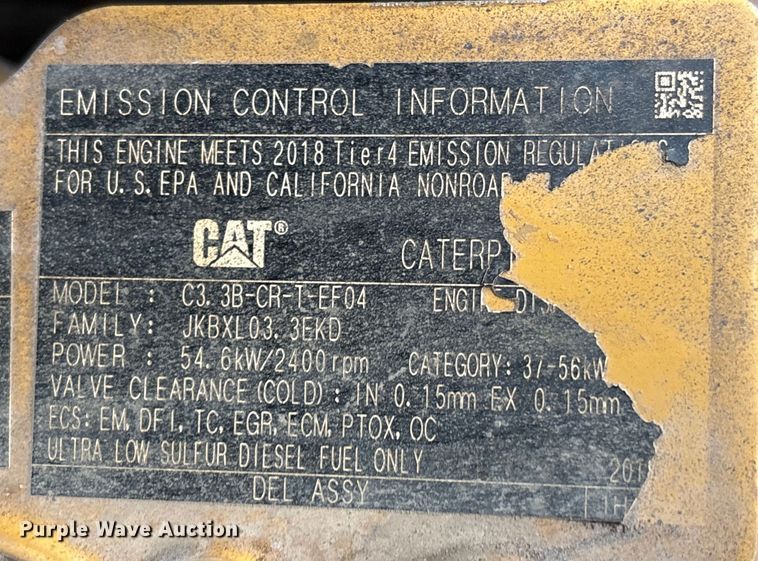 EMISSION CONTROL INFORMATION
THIS ENGINE MEETS 2018 Tier4 EMISSION
FOR U.S.EPA AND CALIFORNIA
CAT®
MODEL : C3.3B-CR-T-EF04
FAMILY: JKBXL03.3EKD
POWER : 54.6kW/2400rpm CATEGORY: 37-56kW
VALVE CLEARANCE(COLD): IN 0.15mm EX 0.15mm
ECS: EM, DFI, TC, EGR, ECM, PTOX, OC
ULTRA LOW SULFUR DIESEL FUEL ONLY
DEL ASSY
Purple Wave Auction